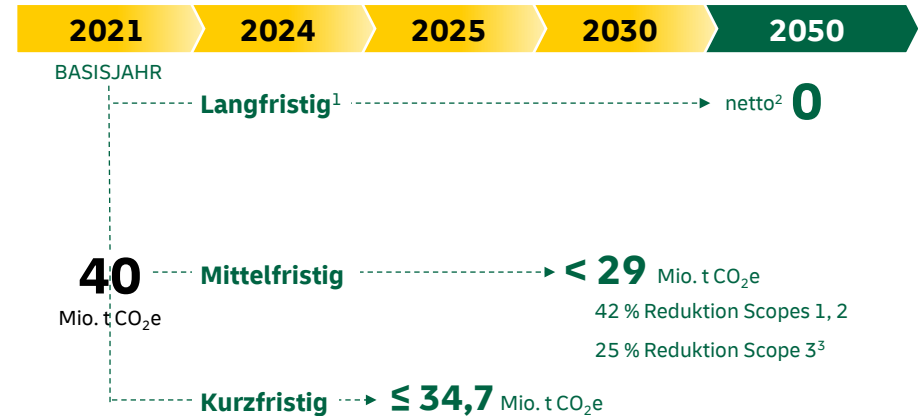 2021 2024 2025 2030 2050
BASISJAHR
Langfristig¹ netto² 0
40 Mittelfristig < 29 Mio. t CO₂e
Mio. t CO₂e
42 % Reduktion Scopes 1, 2
25 % Reduktion Scope 3³
Kurzfristig ≤ 34,7 Mio. t CO₂e